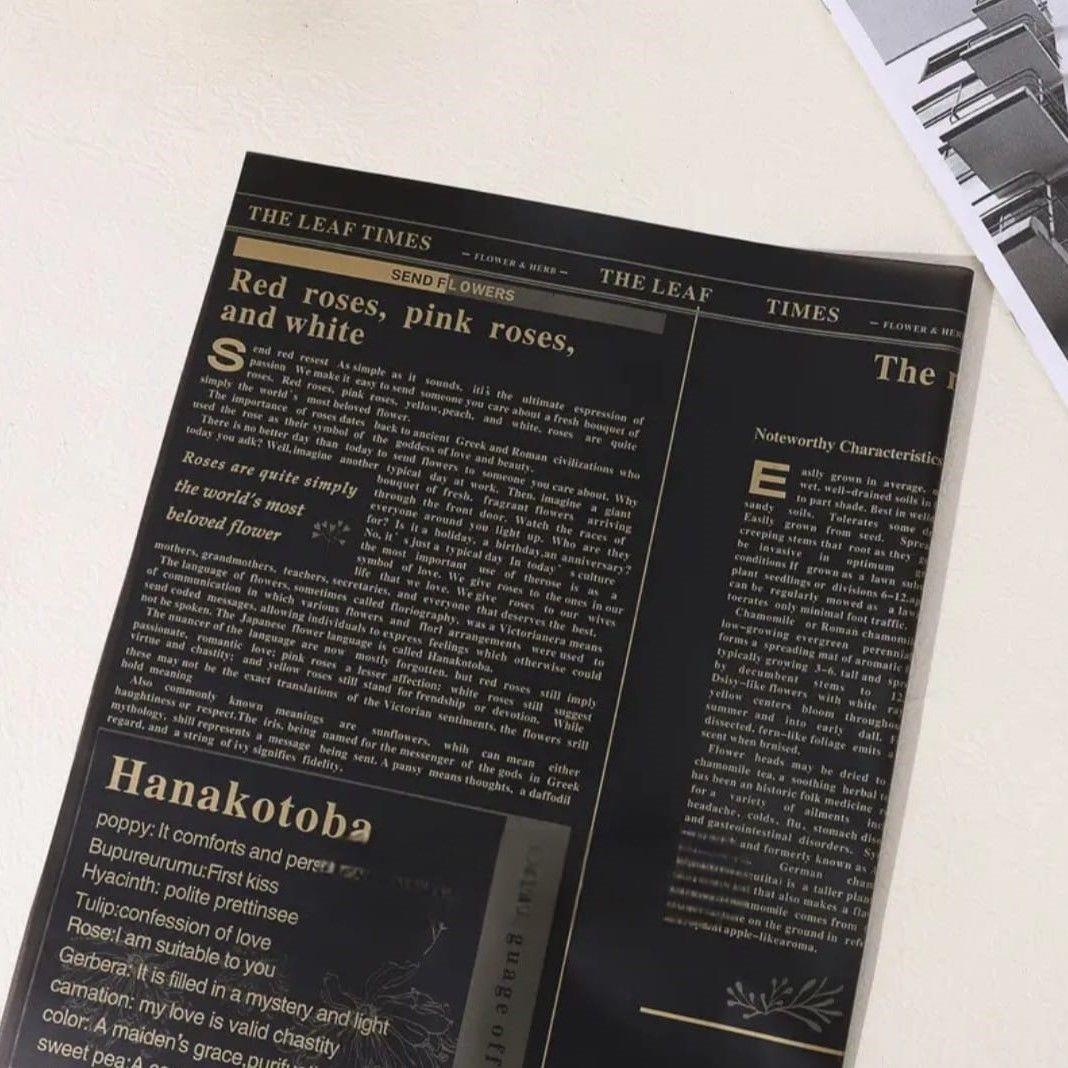 THE LEAF TIMES
— FLOWER & HERB —
THE LEAF TIMES
— FLOWER & HER
SEND FLOWERS
Red roses, pink roses,
and white
Send red resest As simple as it sounds, iti's the ultimate expression of
passion We make it easy to send someone you care about a fresh bouquet of
roses. Red roses, pink roses, yellow,peach, and white, roses are quite
simply the world's most beloved flower.
The importance of roses dates back to ancient Greek and Roman civilizations who
used the rose as their symbol of the goddess of love and beauty.
There is no better day than today to send flowers to someone you care about. Why
today you adk? Well,imagine another typical day at work. Then, imagine a giant
bouquet of fresh, fragrant flowers arriving
through the front door. Watch the races of
everyone around you light up. Who are they
for? Is it a holiday, a birthday,an anniversary?
No, it's just a typical day In today's culture
the most important use of therose is as a
symbol of love. We give roses to the ones in our
life that we love. We give roses to our wives
Roses are quite simply
the world's most
beloved flower
mothers, grandmothers, teachers, secretaries, and everyone that deserves the best.
The language of flowers, sometimes called floriography, was a Victorianera means
of communication in which various flowers and florl arrangements were used to
send coded messages, allowing individuals to express feelings which otherwise could
not be spoken. The Japanese flower language is called Hanakotoba,
The nuancer of the language are now mostly forgotten, but red roses still imply
passionate, romantic love; pink roses a lesser affection; white roses still suggest
virtue and chastity; and yellow roses still stand for frendship or devotion. While
these may not be the exact translations of the Victorian sentiments, the flowers srill
hold meaning
Also commonly known meanings are sunflowers, whih can mean either
haughtiness or respect.The iris, being named for the messenger of the gods in Greek
mythology, shill represents a message being sent. A pansy means thoughts, a daffodil
regard, and a string of ivy signifies fidelity.
Hanakotoba
poppy: It comforts and
Bupureurumu:First kiss
Hyacinth: polite prettinsee
Tulip:confession of love
Rose:I am suitable to you
Gerbera: It is filled in a mystery and light
camation: my love is valid chastity
color: A maiden's grace,purif
sweet pea:A
guage of
The
Noteworthy Characteristics
Easily grown in average,
wet, well-drained soils
to pert shade. Best in well
sandy soils. Tolerates some
Easily grown from seed.
creeping stems that root as they
be invasive in optimum
conditions If grown as a lawn
plant seedlings or divisions 6-12
can be regularly mowed as a
toerates only minimal foot traffic.
Chamomile or Roman
low-growing evergreen
forms a spreading mat of aromatic
typically growing 3-6, tall and
by decument stems to 12
Daisy-like flowers with white
yellow centers bloom
summer and into early dall.
dissected, fern-like foliage emits
scent when bruised.
Flower heads may be dried to
chamomile tea, a soothing herbal
has been an historic folk medicine
for a variety of ailments
headache, colds, flu, stomach
and gasteointestinal disorders.
and formerly known as
German
is a taller
that also makes a
comes from
on the ground in
apple-likearoma.